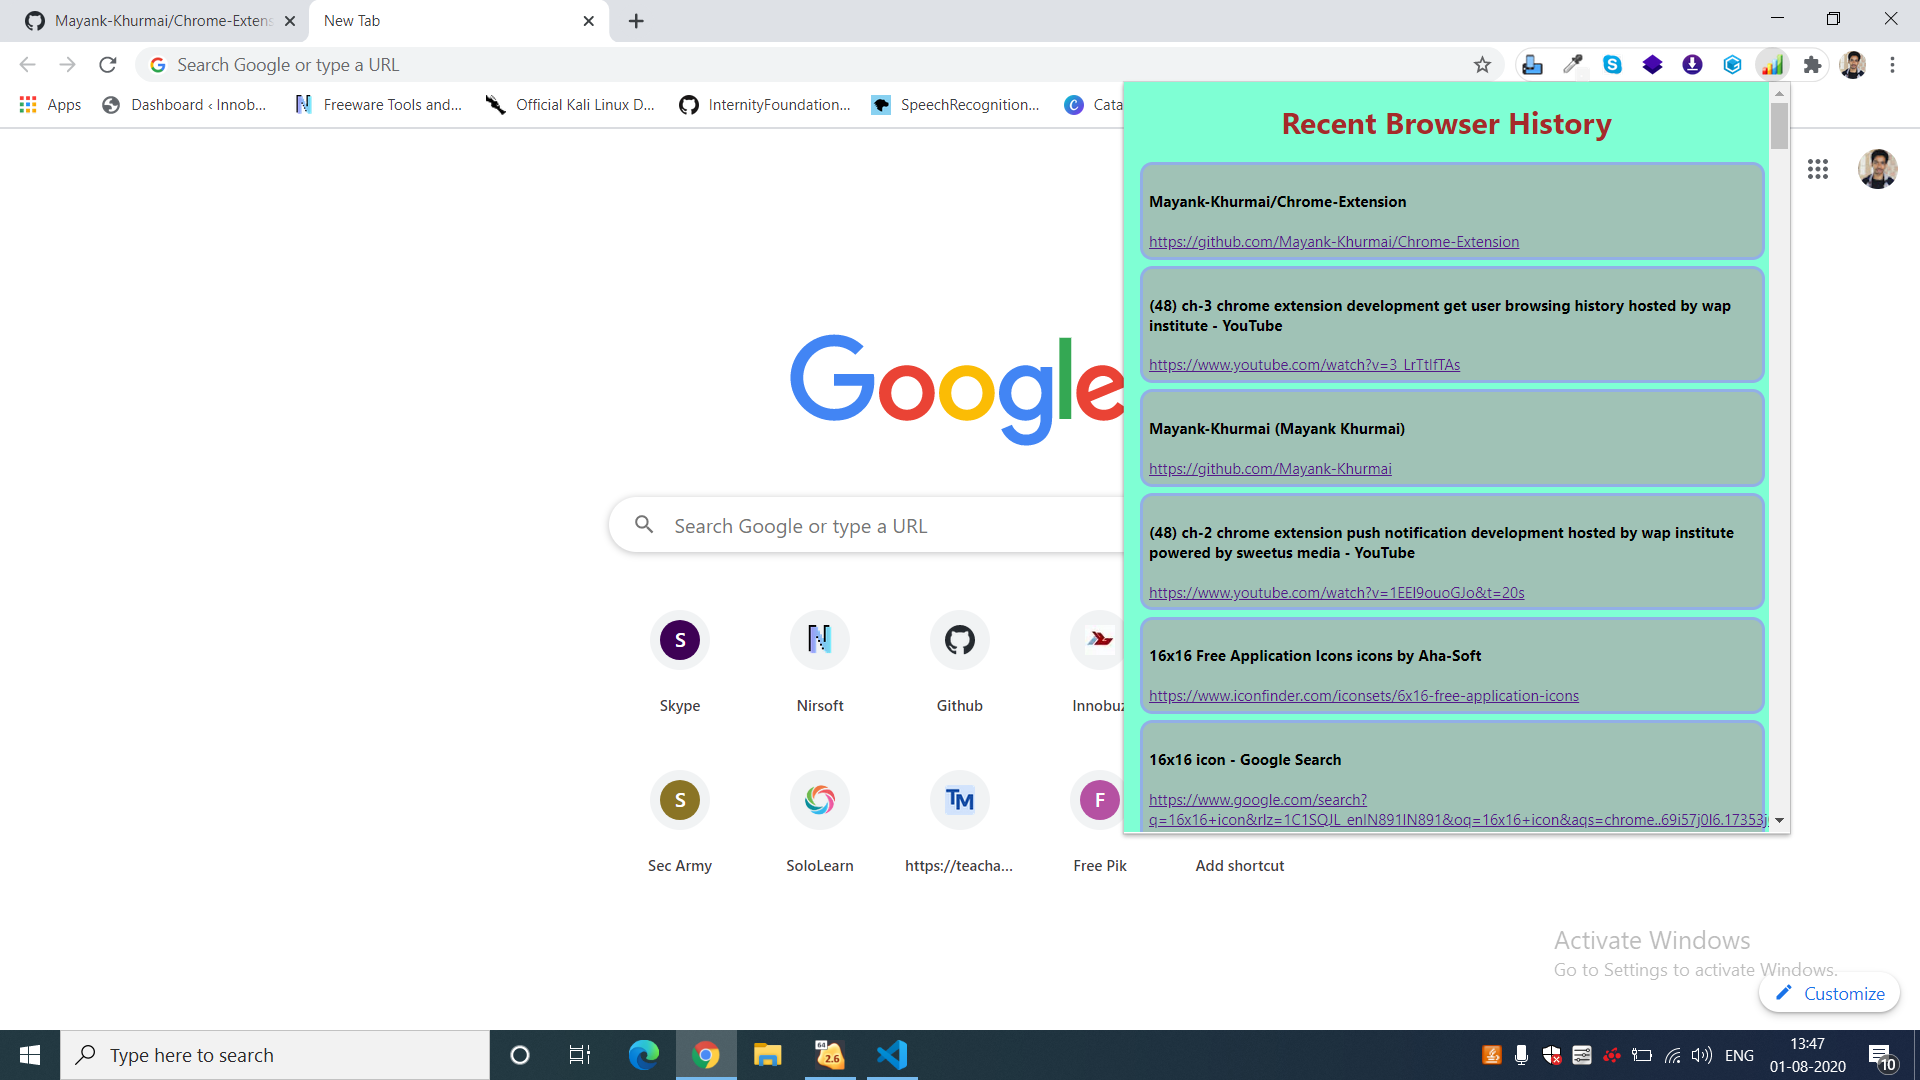 Mayank-Khurmai/Chrome-Extens
New Tab
Search Google or type a URL
Apps
Dashboard ‹ Innob...
Freeware Tools and...
Official Kali Linux D...
InternityFoundation...
SpeechRecognition...
Cata
Recent Browser History
Mayank-Khurmai/Chrome-Extension
https://github.com/Mayank-Khurmai/Chrome-Extension
(48) ch-3 chrome extension development get user browsing history hosted by wap
institute - YouTube
https://www.youtube.com/watch?v=3_LrTtIfTAs
Mayank-Khurmai (Mayank Khurmai)
https://github.com/Mayank-Khurmai
(48) ch-2 chrome extension push notification development hosted by wap institute
powered by sweetus media - YouTube
https://www.youtube.com/watch?v=1EEI9ouoGJo&t=20s
16x16 Free Application Icons icons by Aha-Soft
https://www.iconfinder.com/iconsets/6x16-free-application-icons
16x16 icon - Google Search
https://www.google.com/search?
q=16x16+icon&rlz=1C1SQJL_enIN891IN891&oq=16x16+icon&aqs=chrome..69i57j0l6.17353j
Google
Search Google or type a URL
S
Skype
Nirsoft
Github
Innobuz
S
Sec Army
SoloLearn
TM
https://teacha...
F
Free Pik
Add shortcut
Activate Windows
Go to Settings to activate Windows.
Customize
Type here to search
64
2.6
ENG
13:47
01-08-2020
10